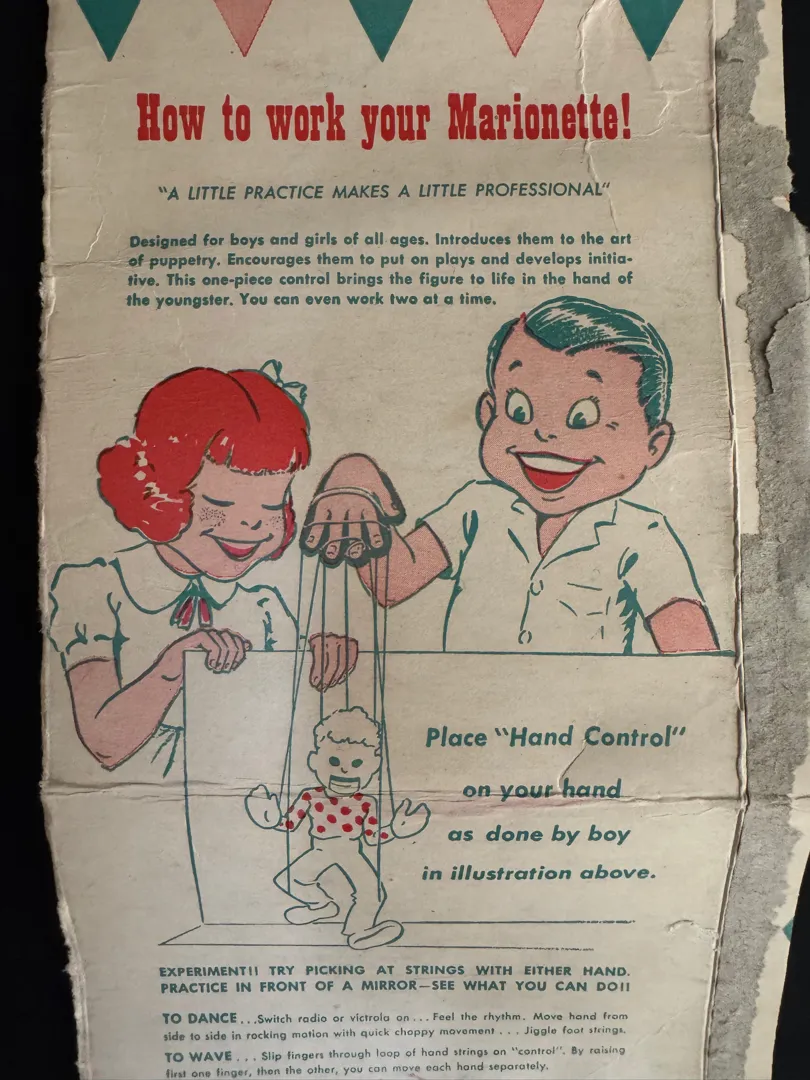 How to work your Marionette!
"A LITTLE PRACTICE MAKES A LITTLE PROFESSIONAL"
Designed for boys and girls of all ages. Introduces them to the art
of puppetry. Encourages them to put on plays and develops initia-
tive. This one-piece control brings the figure to life in the hand of
the youngster. You can even work two at a time.
Place "Hand Control"
on your hand
as done by boy
in illustration above.
EXPERIMENT!! TRY PICKING AT STRINGS WITH EITHER HAND.
PRACTICE IN FRONT OF A MIRROR—SEE WHAT YOU CAN DO!!
TO DANCE...Switch radio or victrola on... Feel the rhythm. Move hand from
side to side in rocking motion with quick choppy movement . . . Jiggle foot strings.
TO WAVE . . . Slip fingers through loop of hand strings on "control". By raising
first one finger, then the other, you can move each hand separately.